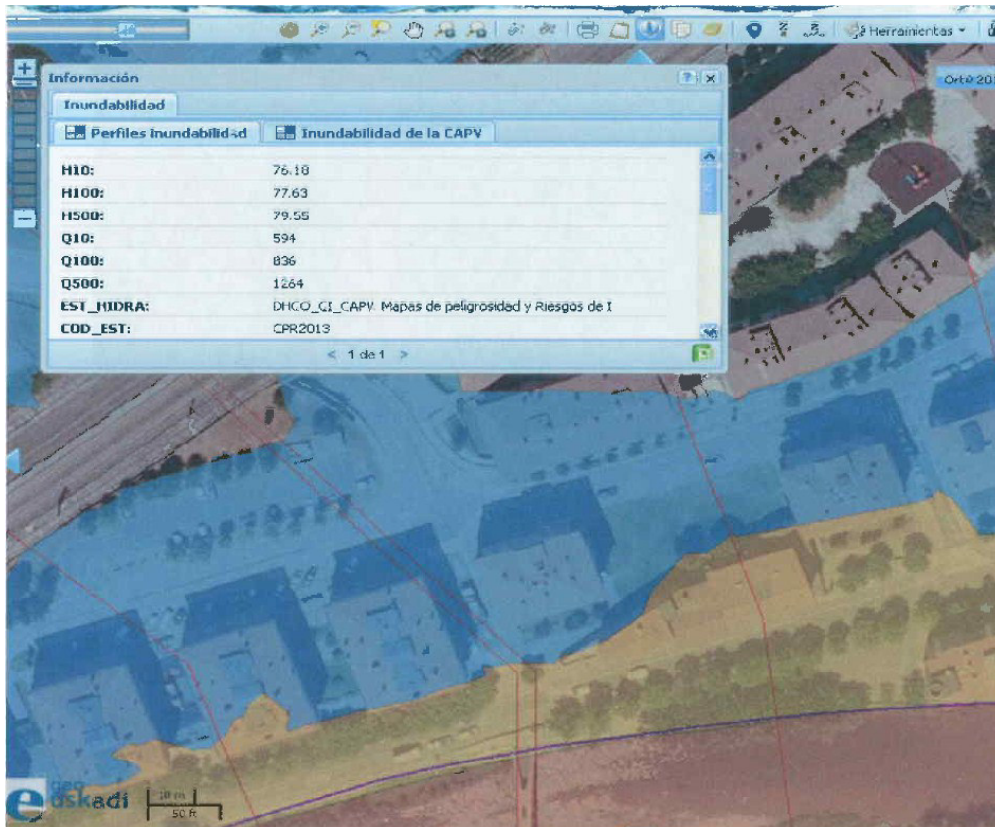 Herramientas
Información
Orto 20
Inundabilidad
Perfiles inundabilidad Inundabilidad de la CAPV
H10: 76.18
H100: 77.63
H500: 79.55
Q10: 594
Q100: 836
Q500: 1264
EST_HIDRA: DHCO_CI_CAPV. Mapas de peligrosidad y Riesgos de I
COD_EST: CPR2013
< 1 de 1 >
geo
euskadi
50 ft